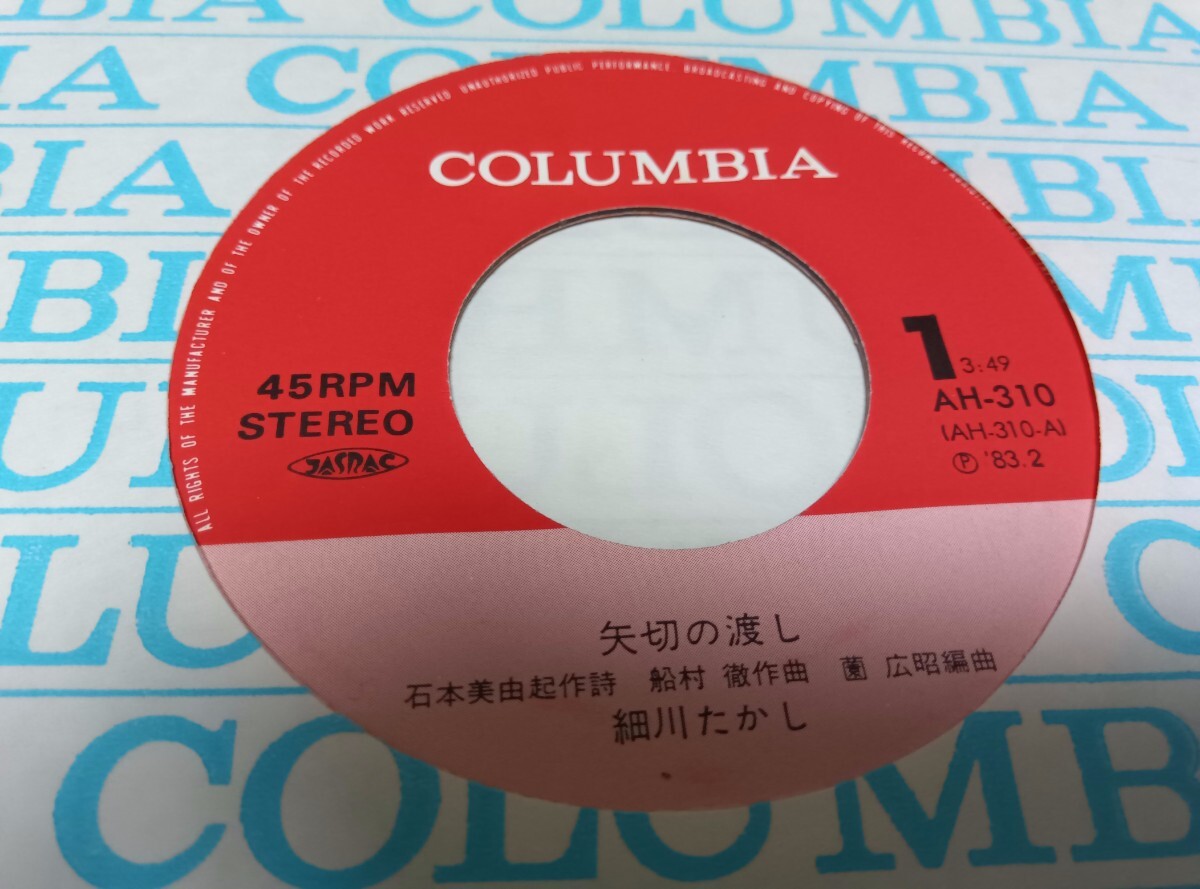 COLUMBIA
IA COLUMBIA
COLUMBIA
ALL RIGHTS OF THE MANUFACTURER AND OF THE OWNER OF THE RECORDED WORK RESERVED UNAUTHORIZED PUBLIC PERFORMANCE. BROADCASTING AND COPYING OF THIS RECORD
COLUMBIA
1
3:49
45RPM
AH-310
STEREO
(AH-310-A)
JASRAC
Ⓟ '83.2
矢切の渡し
石本美由起作詩 船村 徹作曲 薗 広昭編曲
細川たかし
COLUMB